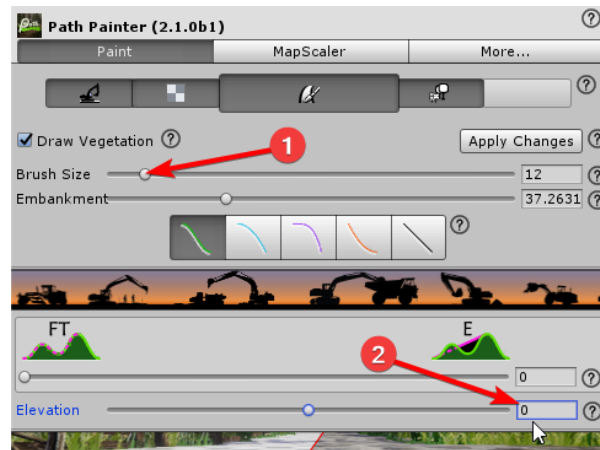 Path Painter (2.1.0b1)
?
Paint MapScaler More...
?
Draw Vegetation ? Apply Changes ?
1
Brush Size 12 ?
Embankment 37.2631 ?
?
FT E
2
0 ?
Elevation 0 ?